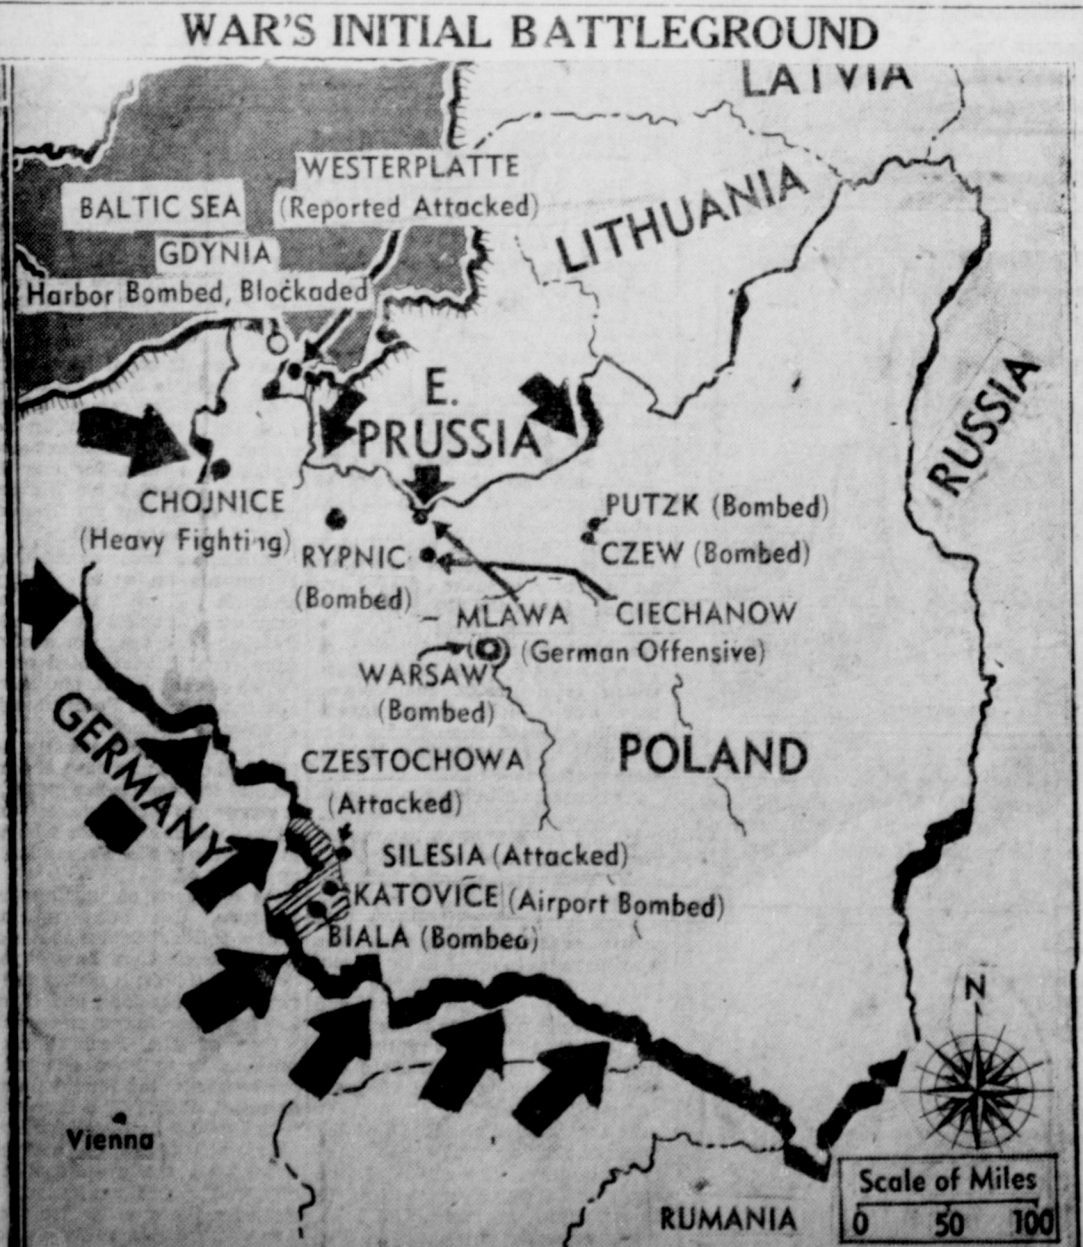 WAR'S INITIAL BATTLEGROUND
LATVIA
WESTERPLATTE
(Reported Attacked)
BALTIC SEA
LITHUANIA
GDYNIA
Harbor Bombed, Blockaded
E.
PRUSSIA
RUSSIA
CHOJNICE
(Heavy Fighting)
PUTZK (Bombed)
RYPNIC
(Bombed)
CZEW (Bombed)
MLAWA
CIECHANOW
(German Offensive)
WARSAW
(Bombed)
GERMANY
CZESTOCHOWA
(Attacked)
POLAND
SILESIA (Attacked)
KATOVICE (Airport Bombed)
BIALA (Bombed)
N
Vienna
Scale of Miles
0 50 100
RUMANIA